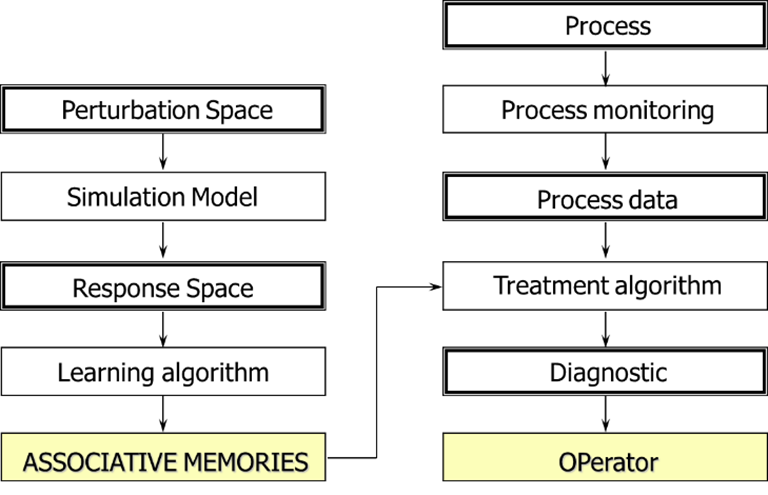 Perturbation Space
Simulation Model
Response Space
Learning algorithm
ASSOCIATIVE MEMORIES
Process
Process monitoring
Process data
Treatment algorithm
Diagnostic
OPerator